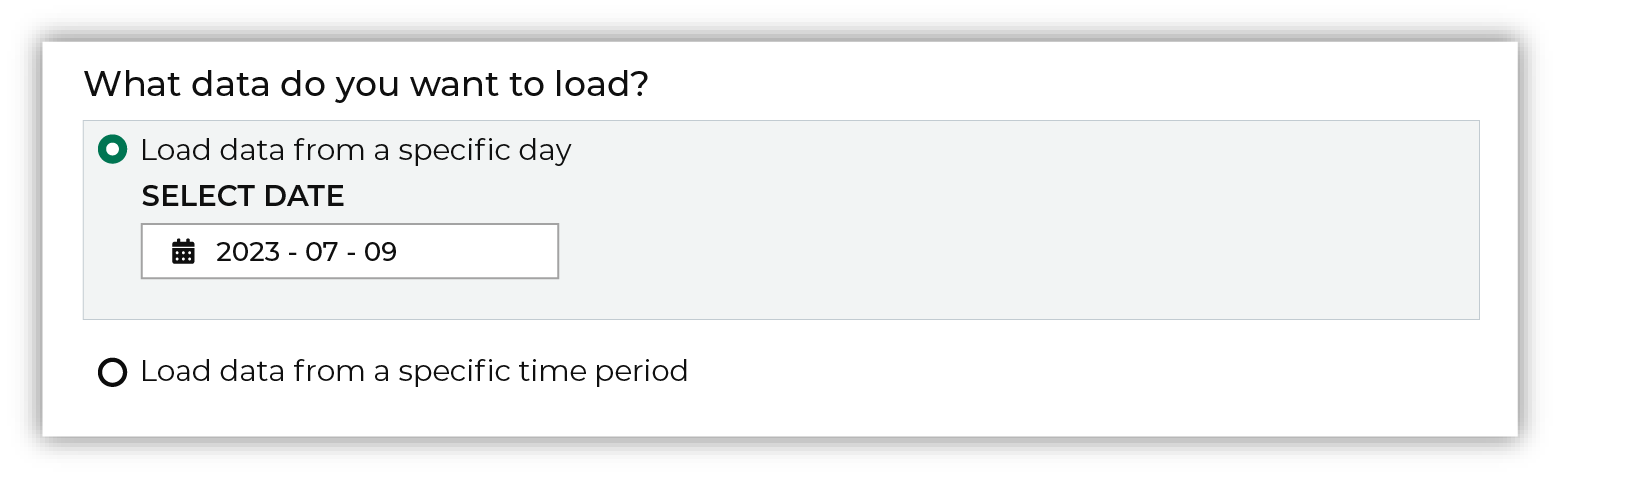 What data do you want to load?
Load data from a specific day
SELECT DATE
2023 - 07 - 09
Load data from a specific time period